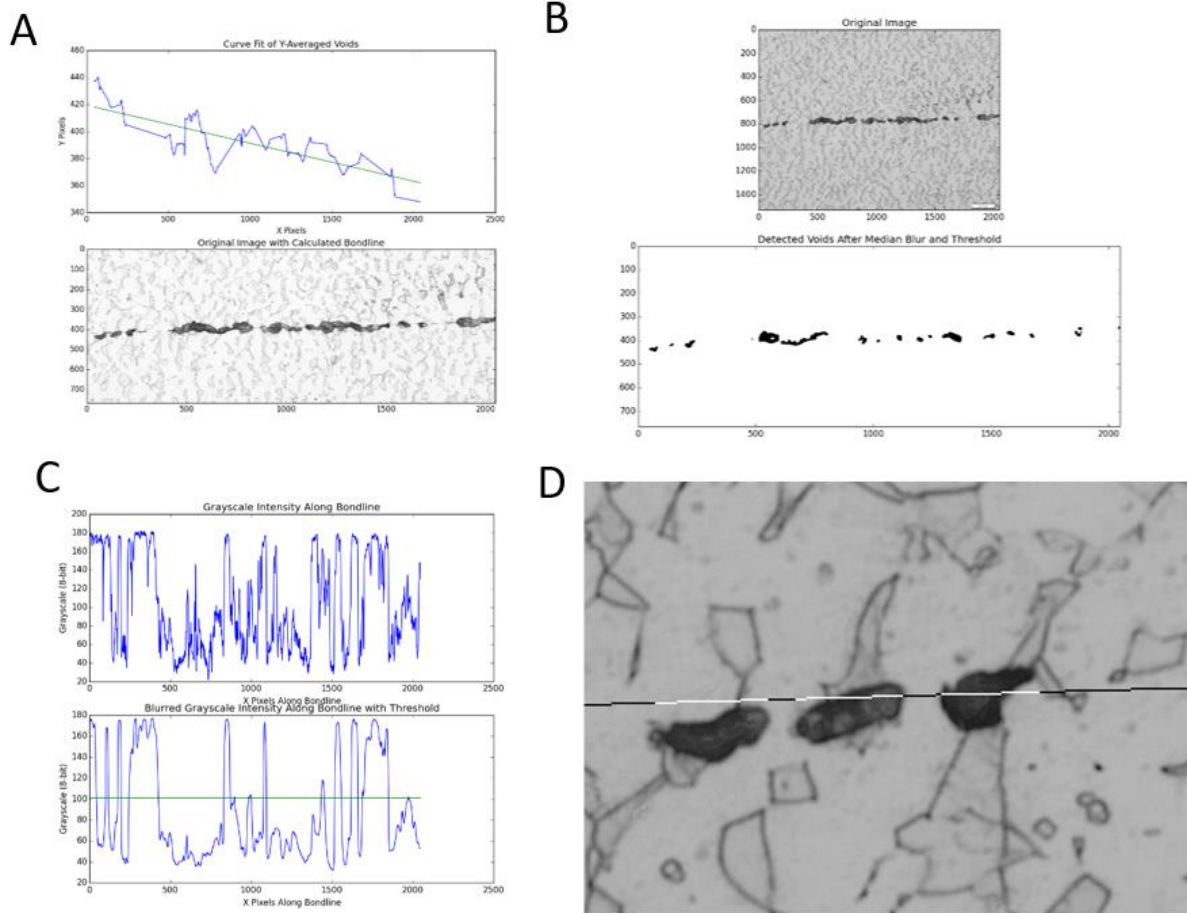 A
Curve Fit of Y-Averaged Voids
460
440
420
400
380
360
340
Y Pixels
0 500 1000 1500 2000 2500
X Pixels
Original Image with Calculated Bondline
0
100
200
300
400
500
600
700
0 500 1000 1500 2000
B
Original Image
0
200
400
600
800
1000
1200
1400
0 500 1000 1500 2000
Detected Voids After Median Blur and Threshold
0
100
200
300
400
500
600
700
0 500 1000 1500 2000
C
Grayscale Intensity Along Bondline
200
180
160
140
120
100
80
60
40
20
Grayscale (8-bit)
0 500 1000 1500 2000 2500
X Pixels Along Bondline
Blurred Grayscale Intensity Along Bondline with Threshold
180
160
140
120
100
80
60
40
20
Grayscale (8-bit)
0 500 1000 1500 2000 2500
X Pixels Along Bondline
D